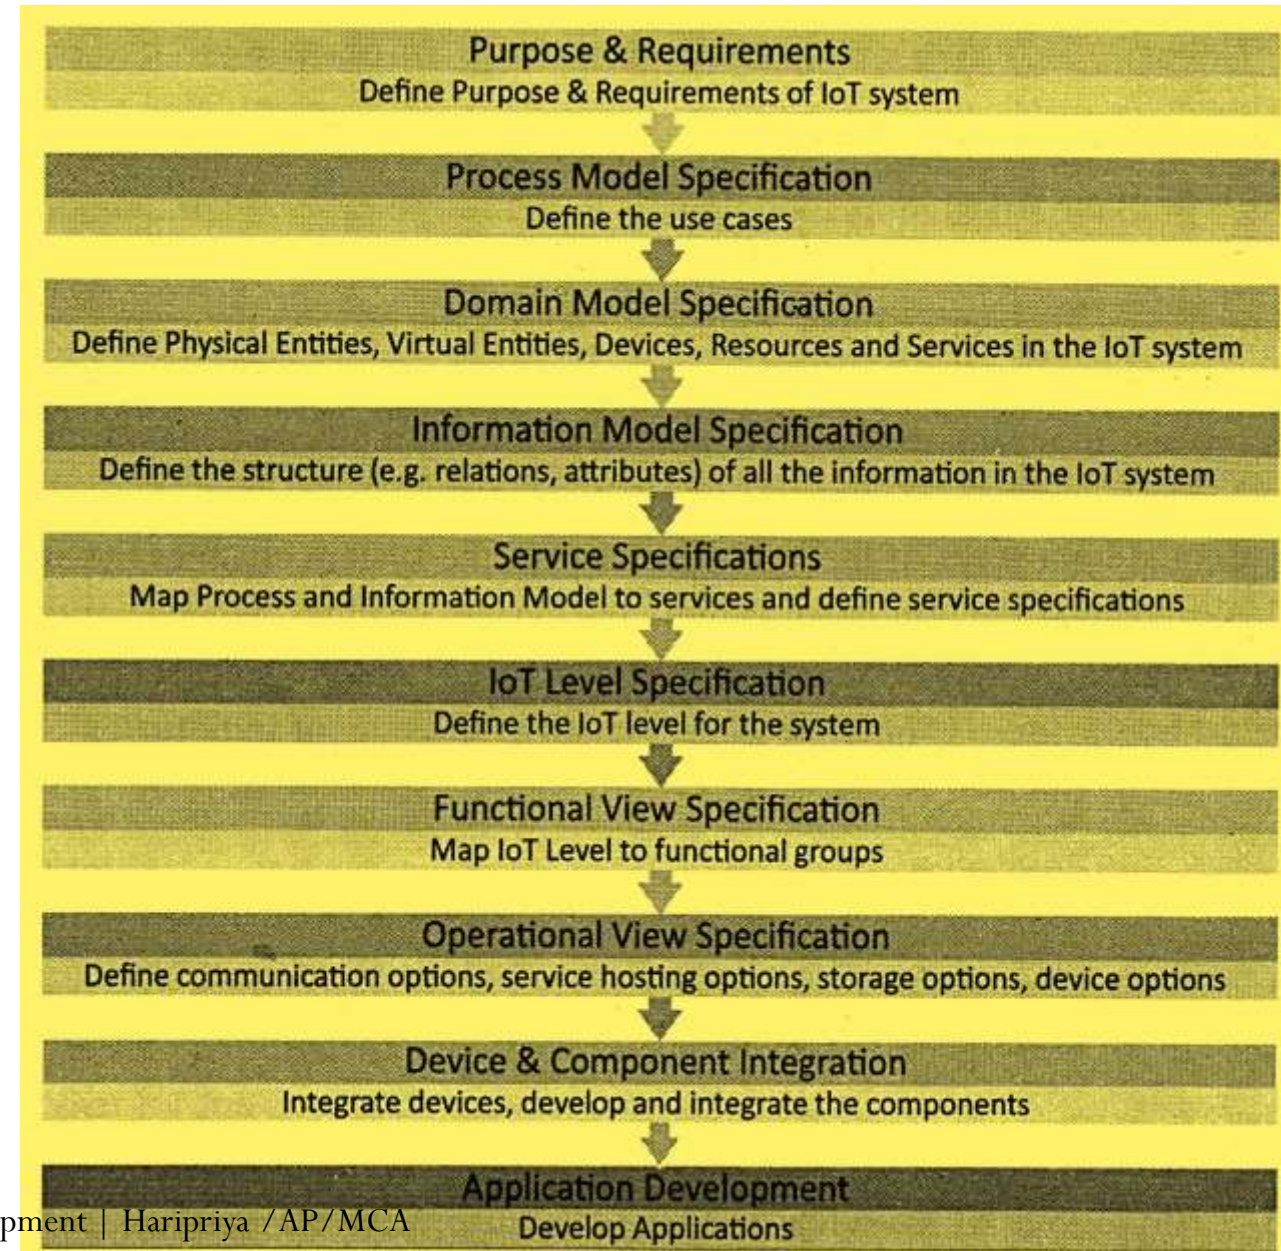 Purpose & Requirements
Define Purpose & Requirements of IoT system
Process Model Specification
Define the use cases
Domain Model Specification
Define Physical Entities, Virtual Entities, Devices, Resources and Services in the IoT system
Information Model Specification
Define the structure (e.g. relations, attributes) of all the information in the IoT system
Service Specifications
Map Process and Information Model to services and define service specifications
IoT Level Specification
Define the IoT level for the system
Functional View Specification
Map IoT Level to functional groups
Operational View Specification
Define communication options, service hosting options, storage options, device options
Device & Component Integration
Integrate devices, develop and integrate the components
Application Development
Develop Applications
pment | Haripriya /AP/MCA